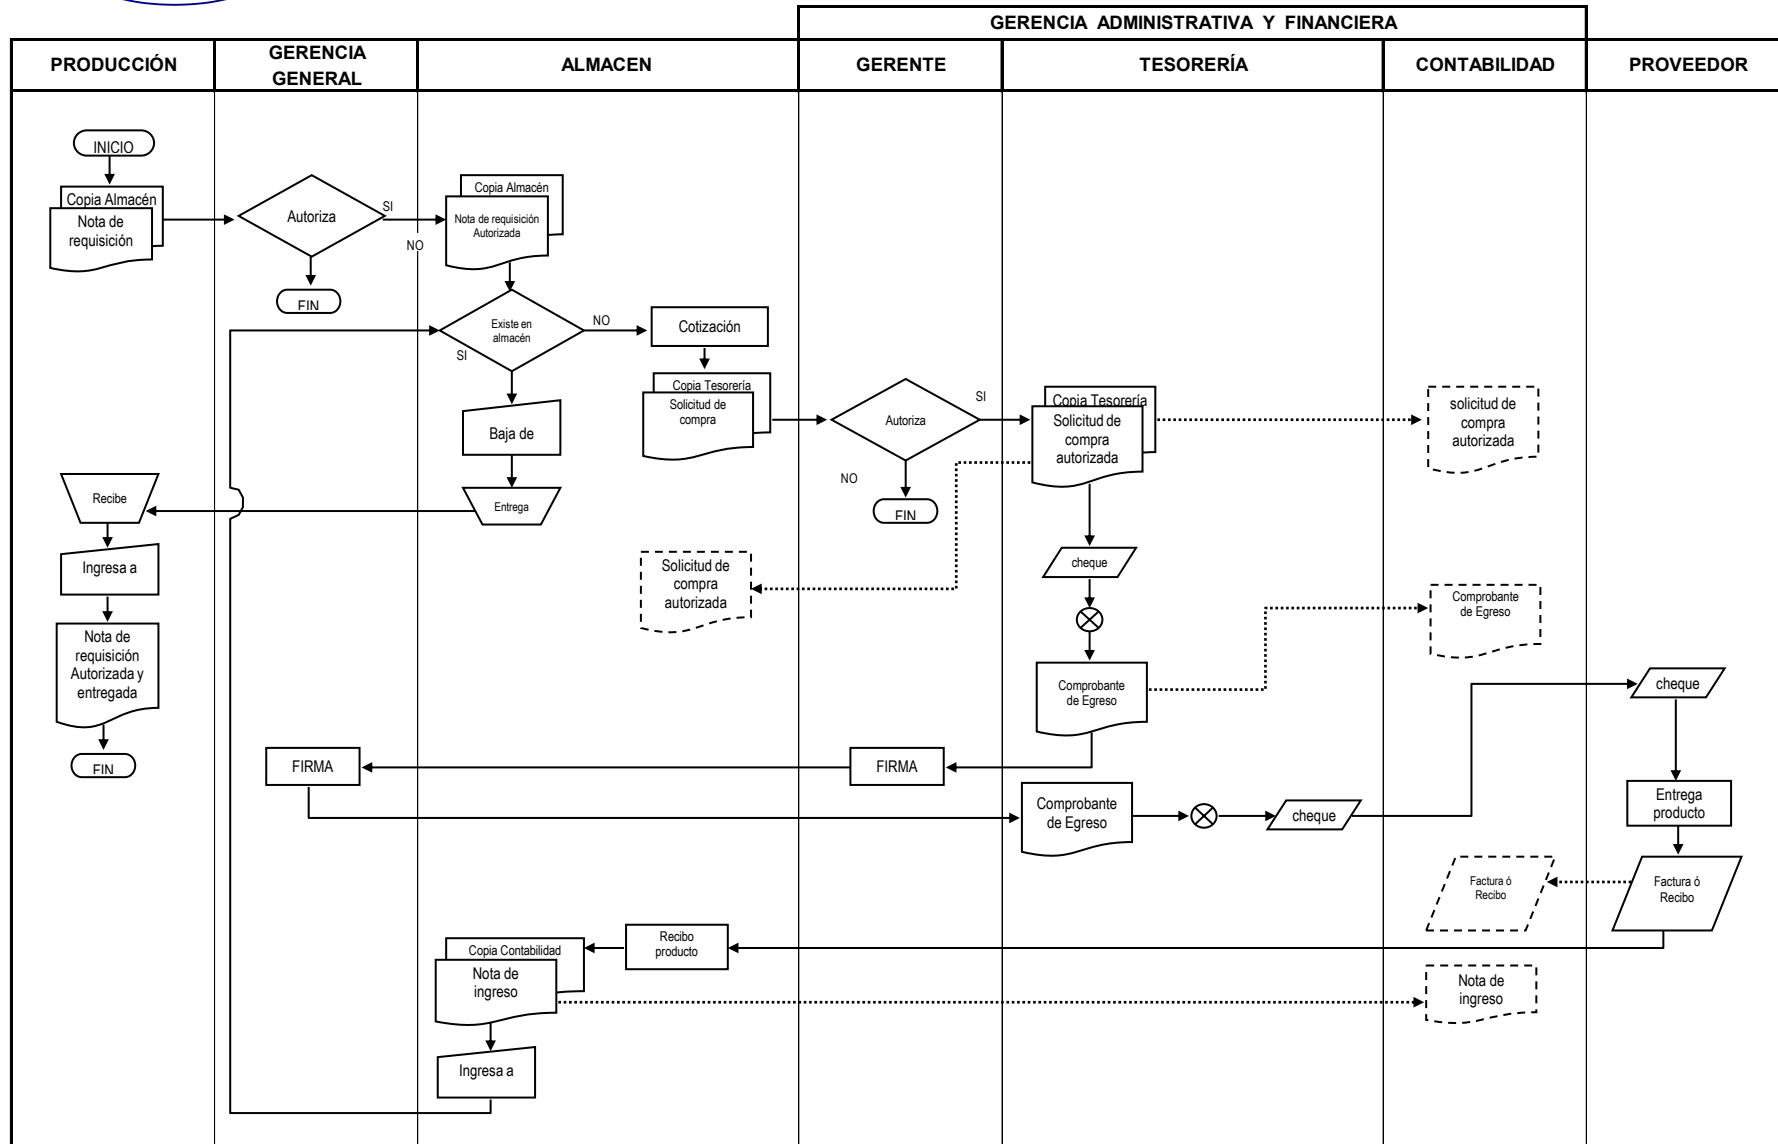 GERENCIA ADMINISTRATIVA Y FINANCIERA
PRODUCCIÓN
GERENCIA
GENERAL
ALMACEN
GERENTE
TESORERÍA
CONTABILIDAD
PROVEEDOR
INICIO
Copia Almacén
Nota de
requisición
Autoriza
SI
NO
FIN
Copia Almacén
Nota de requisición
Autorizada
Existe en
almacén
NO
SI
Cotización
Copia Tesorería
Solicitud de
compra
Autoriza
SI
NO
FIN
Copia Tesorería
Solicitud de
compra
autorizada
solicitud de
compra
autorizada
Baja de
Entrega
Recibe
Ingresa a
Nota de
requisición
Autorizada y
entregada
FIN
Solicitud de
compra
autorizada
cheque
Comprobante
de Egreso
Comprobante
de Egreso
cheque
FIRMA
FIRMA
Comprobante
de Egreso
cheque
Entrega
producto
Factura ó
Recibo
Factura ó
Recibo
Recibo
producto
Copia Contabilidad
Nota de
ingreso
Nota de
ingreso
Ingresa a